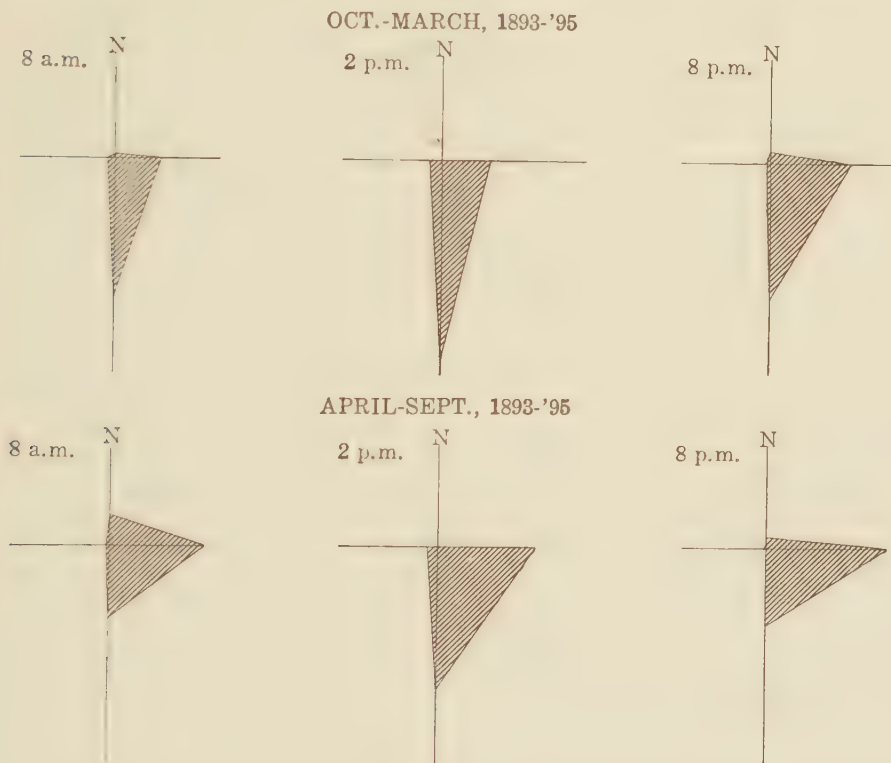 OCT.-MARCH, 1893-'95
8 a.m. N
2 p.m. N
8 p.m. N
APRIL-SEPT., 1893-'95
8 a.m. N
2 p.m. N
8 p.m. N